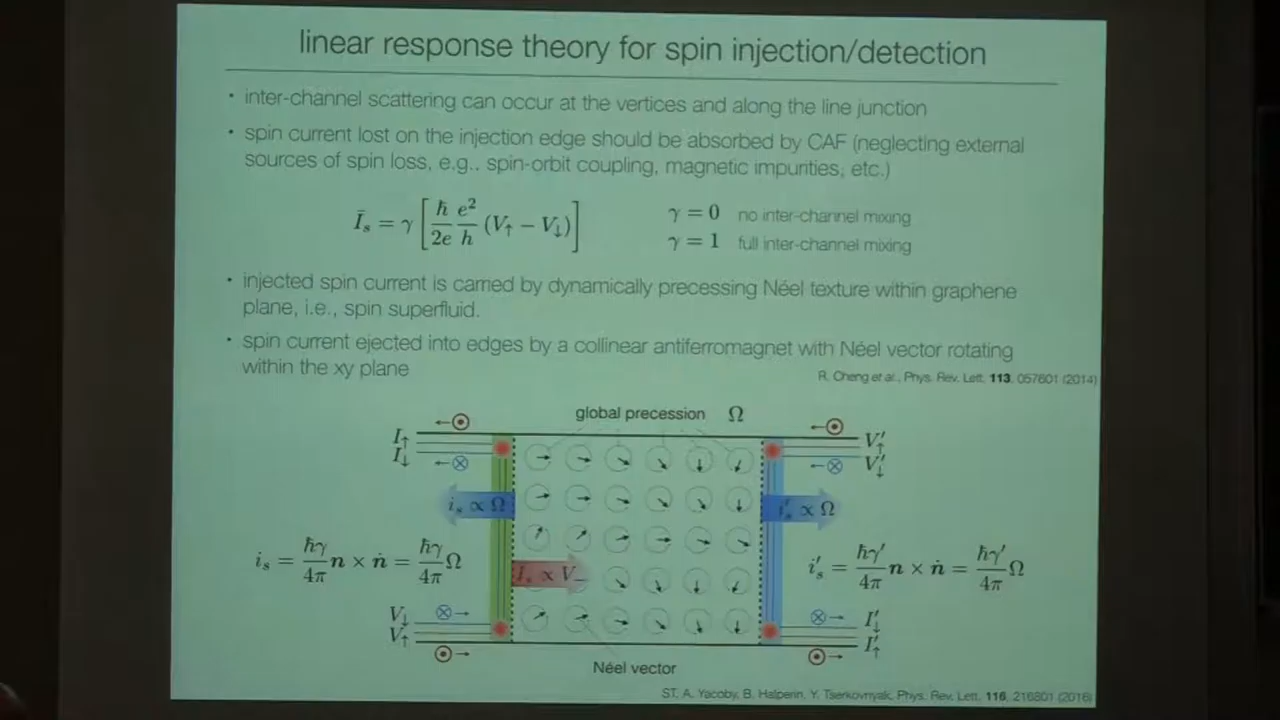 linear response theory for spin injection/detection
• inter-channel scattering can occur at the vertices and along the line junction
• spin current lost on the injection edge should be absorbed by CAF (neglecting external
sources of spin loss, e.g., spin-orbit coupling, magnetic impurities, etc.)
Ī_s = γ [ ħ/2e e²/h (V↑ − V↓) ]
γ = 0 no inter-channel mixing
γ = 1 full inter-channel mixing
• injected spin current is carried by dynamically precessing Néel texture within graphene
plane, i.e., spin superfluid.
• spin current ejected into edges by a collinear antiferromagnet with Néel vector rotating
within the xy plane
R. Cheng et al., Phys. Rev. Lett. 113, 057601 (2014)
global precession Ω
I↑
I↓
V′↑
V′↓
i_s ∝ Ω
i′_s ∝ Ω
i_s = ħγ/4π n × ṅ = ħγ/4π Ω
i′_s = ħγ′/4π n × ṅ = ħγ′/4π Ω
V↓
V↑
I′↓
I′↑
Néel vector
ST, A. Yacoby, B. Halperin, Y. Tserkovnyak, Phys. Rev. Lett. 116, 216801 (2016)